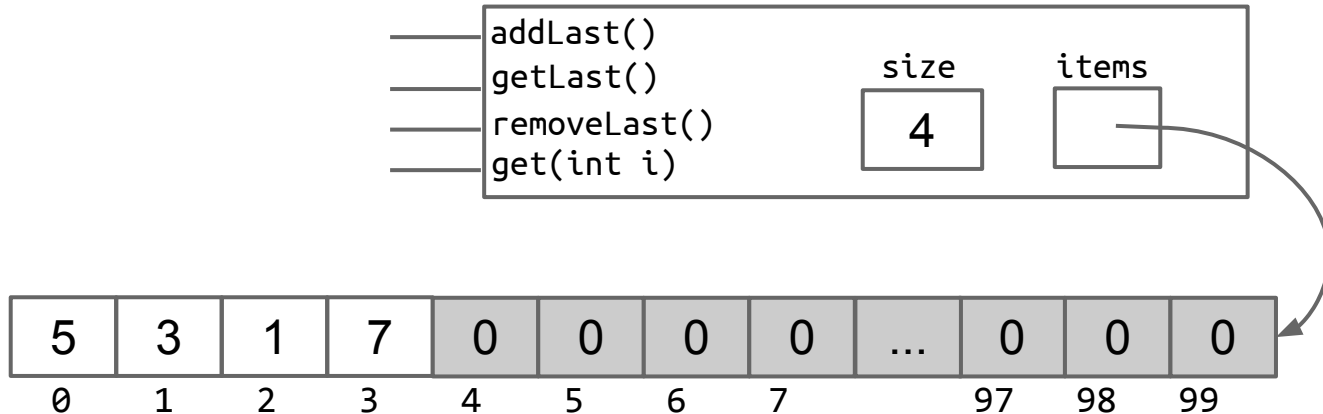 addLast()
getLast()
removeLast()
get(int i)
size
items
4
5 3 1 7 0 0 0 0 ... 0 0 0
0 1 2 3 4 5 6 7 97 98 99